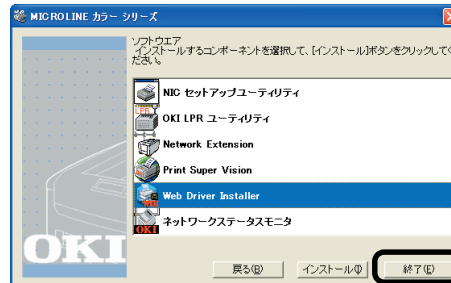 MICROLINE カラー シリーズ
ソフトウエア
インストールするコンポーネントを選択して、[インストール]ボタンをクリックしてく
ださい。
NIC セットアップユーティリティ
OKI LPR ユーティリティ
Network Extension
Print Super Vision
Web Driver Installer
ネットワークステータスモニタ
OKI
OKI
戻る(B)
インストール(I)
終了(E)